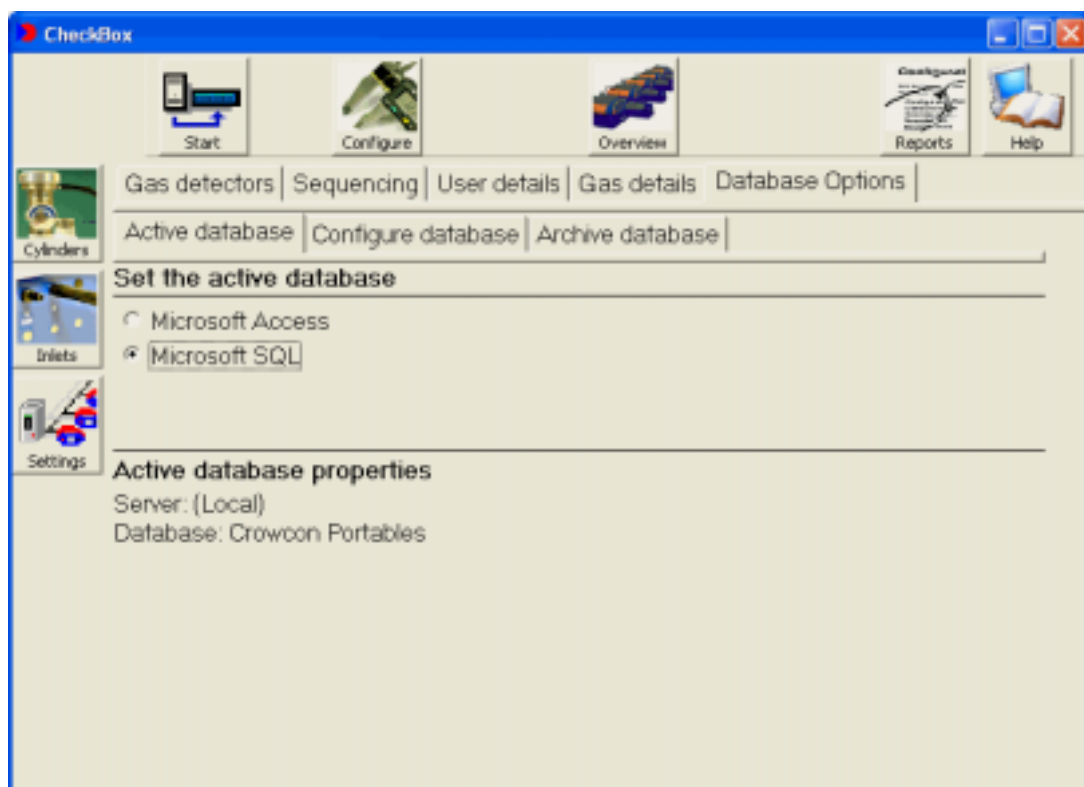 CheckBox
Start
Configure
Overview
Reports
Help
Cylinders
Inlets
Settings
Gas detectors
Sequencing
User details
Gas details
Database Options
Active database
Configure database
Archive database
Set the active database
Microsoft Access
Microsoft SQL
Active database properties
Server: (Local)
Database: Crowcon Portables